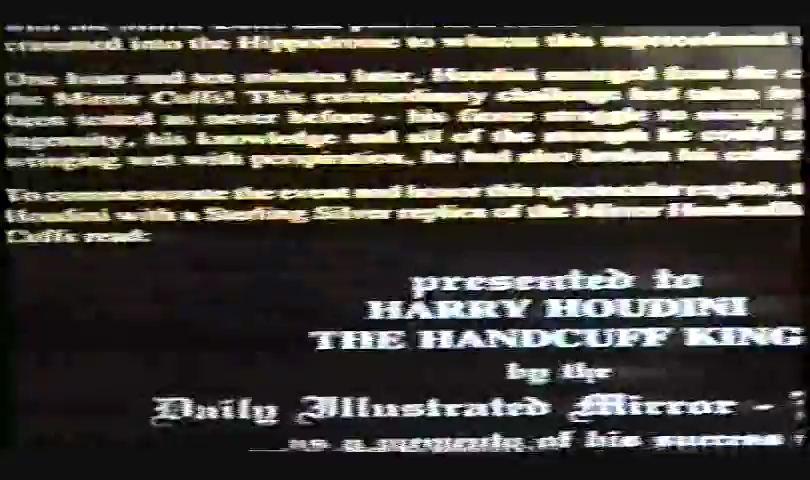 crammed into the Hippodrome to witness this unprecedented
One hour and ten minutes later, Houdini emerged from the
the Mirror Cuffs! This extraordinary challenge had taken
been tested as never before - his fierce struggle to escape
ingenuity, his knowledge and all of the strength he could
wringing wet with perspiration, he had also broken his
To commemorate the event and honor this spectacular exploit,
Houdini with a Sterling Silver replica of the Mirror
Cuffs read:
presented to
HARRY HOUDINI
THE HANDCUFF KING
by the
Daily Illustrated Mirror -
as a memento of his success